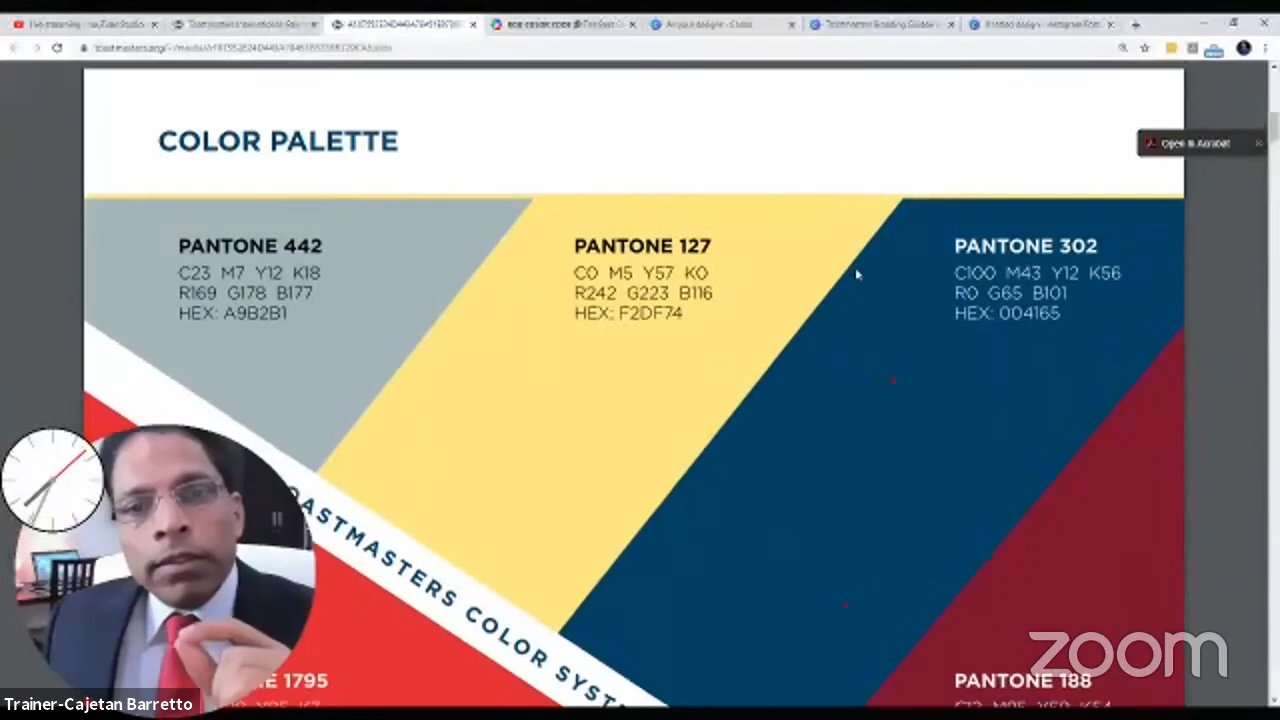 COLOR PALETTE
Open in Acrobat
PANTONE 442
C23 M7 Y12 K18
R169 G178 B177
HEX: A9B2B1
PANTONE 127
C0 M5 Y57 K0
R242 G223 B116
HEX: F2DF74
PANTONE 302
C100 M43 Y12 K56
R0 G65 B101
HEX: 004165
OASTMASTERS COLOR SYST
E 1795
PANTONE 188
zoom
Trainer-Cajetan Barretto